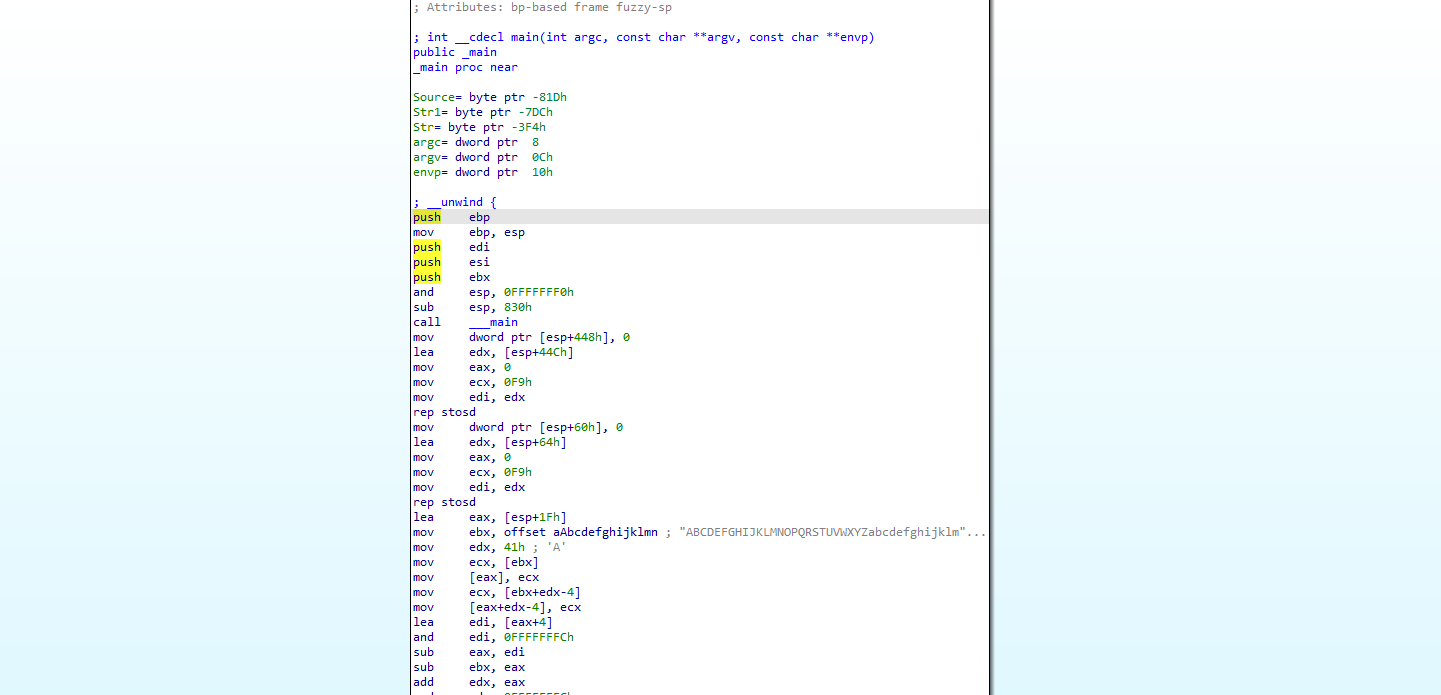 ; Attributes: bp-based frame fuzzy-sp
; int __cdecl main(int argc, const char **argv, const char **envp)
public _main
_main proc near
Source= byte ptr -81Dh
Str1= byte ptr -7DCh
Str= byte ptr -3F4h
argc= dword ptr  8
argv= dword ptr  0Ch
envp= dword ptr  10h
; __unwind {
push    ebp
mov     ebp, esp
push    edi
push    esi
push    ebx
and     esp, 0FFFFFFF0h
sub     esp, 830h
call    ___main
mov     dword ptr [esp+448h], 0
lea     edx, [esp+44Ch]
mov     eax, 0
mov     ecx, 0F9h
mov     edi, edx
rep stosd
mov     dword ptr [esp+60h], 0
lea     edx, [esp+64h]
mov     eax, 0
mov     ecx, 0F9h
mov     edi, edx
rep stosd
lea     eax, [esp+1Fh]
mov     ebx, offset aAbcdefghijklmn ; "ABCDEFGHIJKLMNOPQRSTUVWXYZabcdefghijklm"...
mov     edx, 41h ; 'A'
mov     ecx, [ebx]
mov     [eax], ecx
mov     ecx, [ebx+edx-4]
mov     [eax+edx-4], ecx
lea     edi, [eax+4]
and     edi, 0FFFFFFFCh
sub     eax, edi
sub     ebx, eax
add     edx, eax